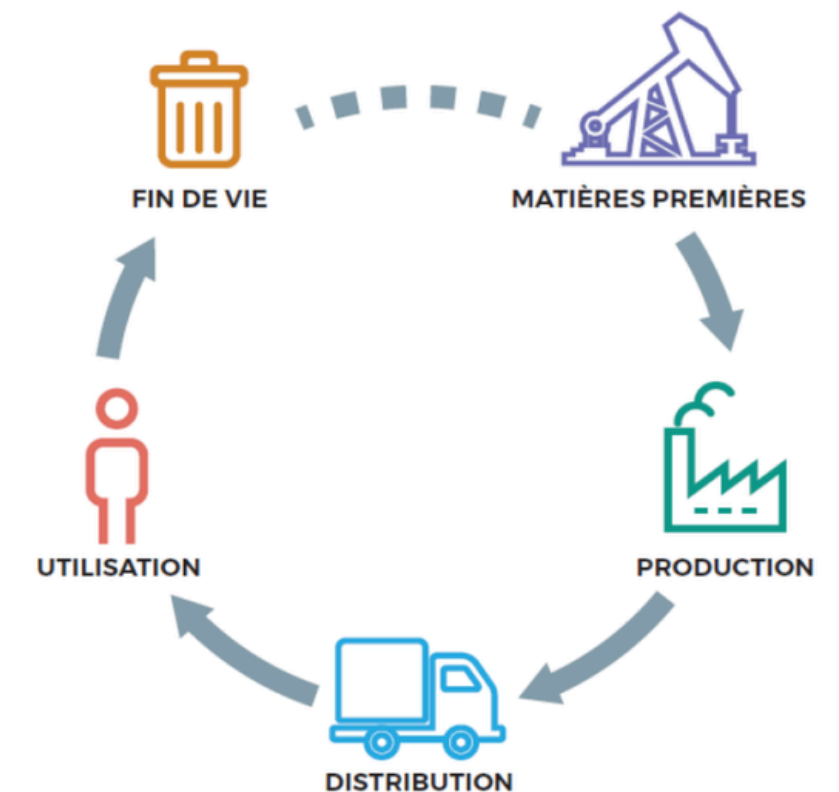 FIN DE VIE
MATIÈRES PREMIÈRES
UTILISATION
PRODUCTION
DISTRIBUTION